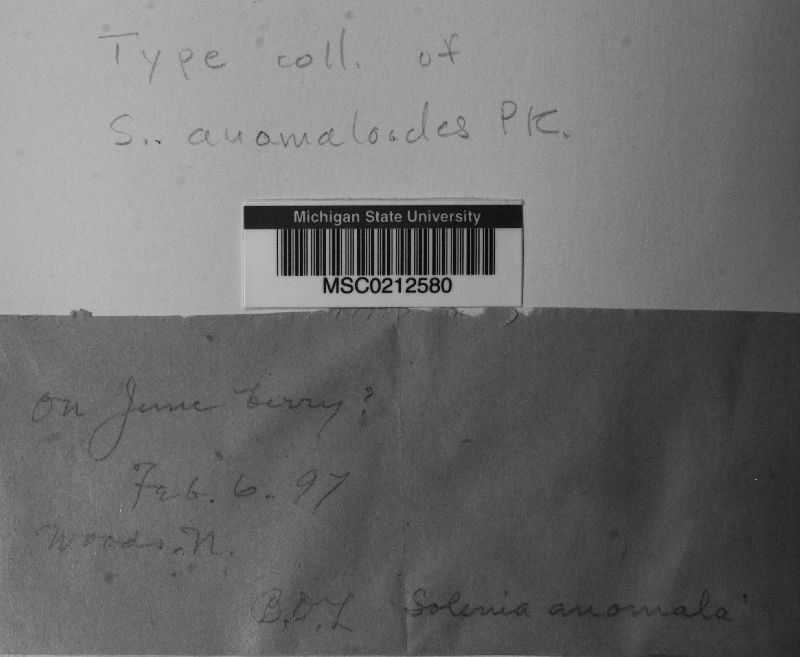 Type coll. of
S.. anomaloides PK.
Michigan State University
MSC0212580
On June berry?
Feb. 6. 97
Woods. N.
B.O.L Solenia anomala